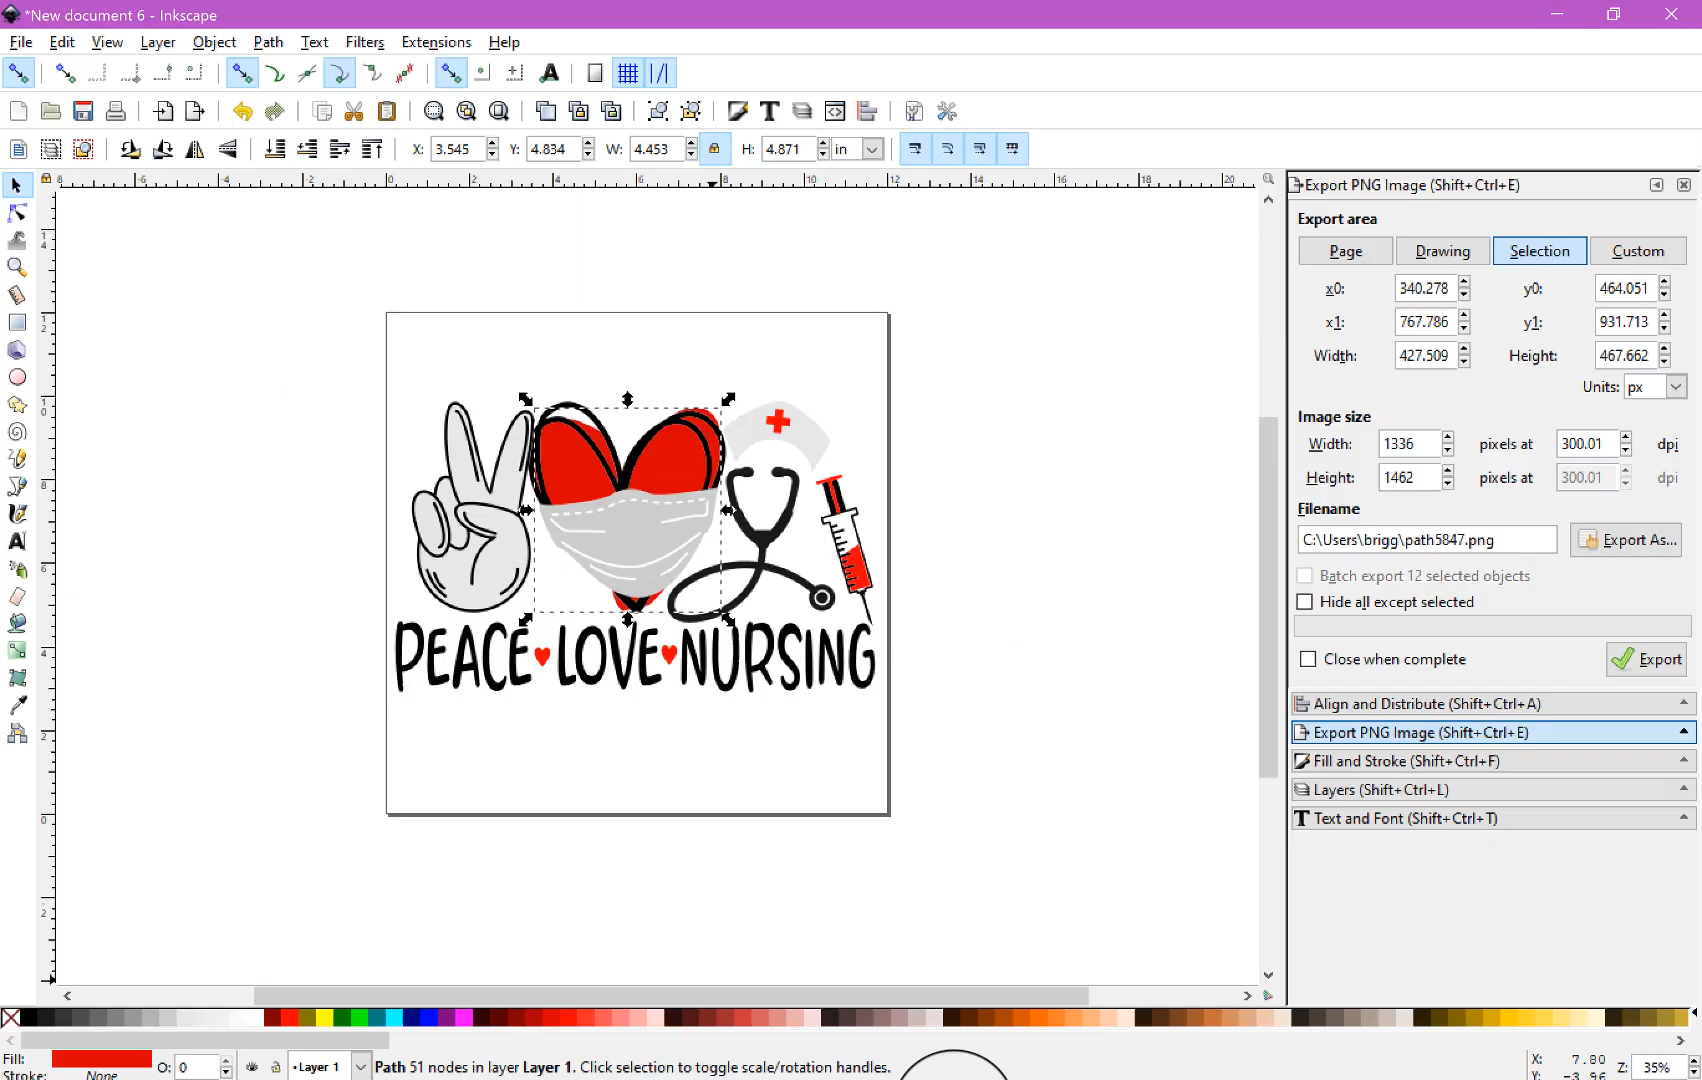 *New document 6 - Inkscape
File Edit View Layer Object Path Text Filters Extensions Help
X: 3.545 Y: 4.834 W: 4.453 H: 4.871 in
Export PNG Image (Shift+Ctrl+E)
Export area
Page Drawing Selection Custom
x0: 340.278 y0: 464.051
x1: 767.786 y1: 931.713
Width: 427.509 Height: 467.662
Units: px
Image size
Width: 1336 pixels at 300.01 dpi
Height: 1462 pixels at 300.01 dpi
Filename
C:\Users\brigg\path5847.png Export As...
Batch export 12 selected objects
Hide all except selected
Close when complete Export
Align and Distribute (Shift+Ctrl+A)
Export PNG Image (Shift+Ctrl+E)
Fill and Stroke (Shift+Ctrl+F)
Layers (Shift+Ctrl+L)
Text and Font (Shift+Ctrl+T)
PEACE♥LOVE♥NURSING
Fill: O: 0 •Layer 1 Path 51 nodes in layer Layer 1. Click selection to toggle scale/rotation handles. X: 7.80 Z: 35%
Stroke: None Y: -3.96